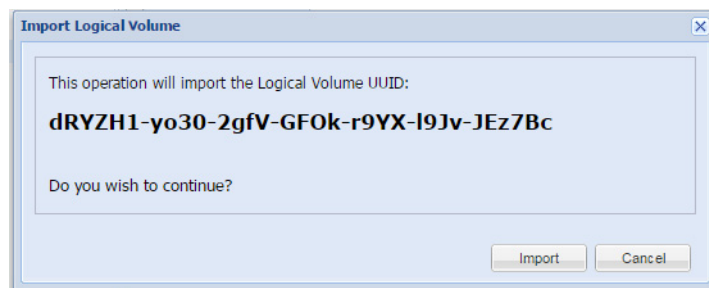 Import Logical Volume
This operation will import the Logical Volume UUID:
dRYZH1-yo30-2gfV-GFOk-r9YX-l9Jv-JEz7Bc
Do you wish to continue?
Import Cancel